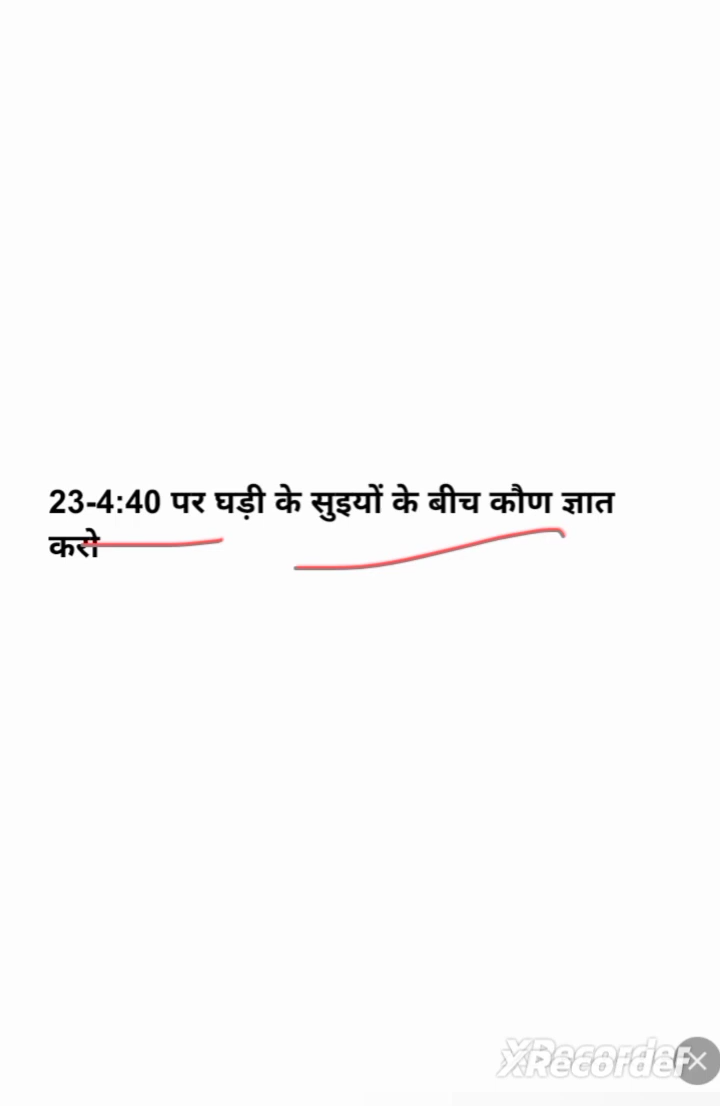 23-4:40 पर घड़ी के सुइयों के बीच कौण ज्ञात
करो
XRecorder